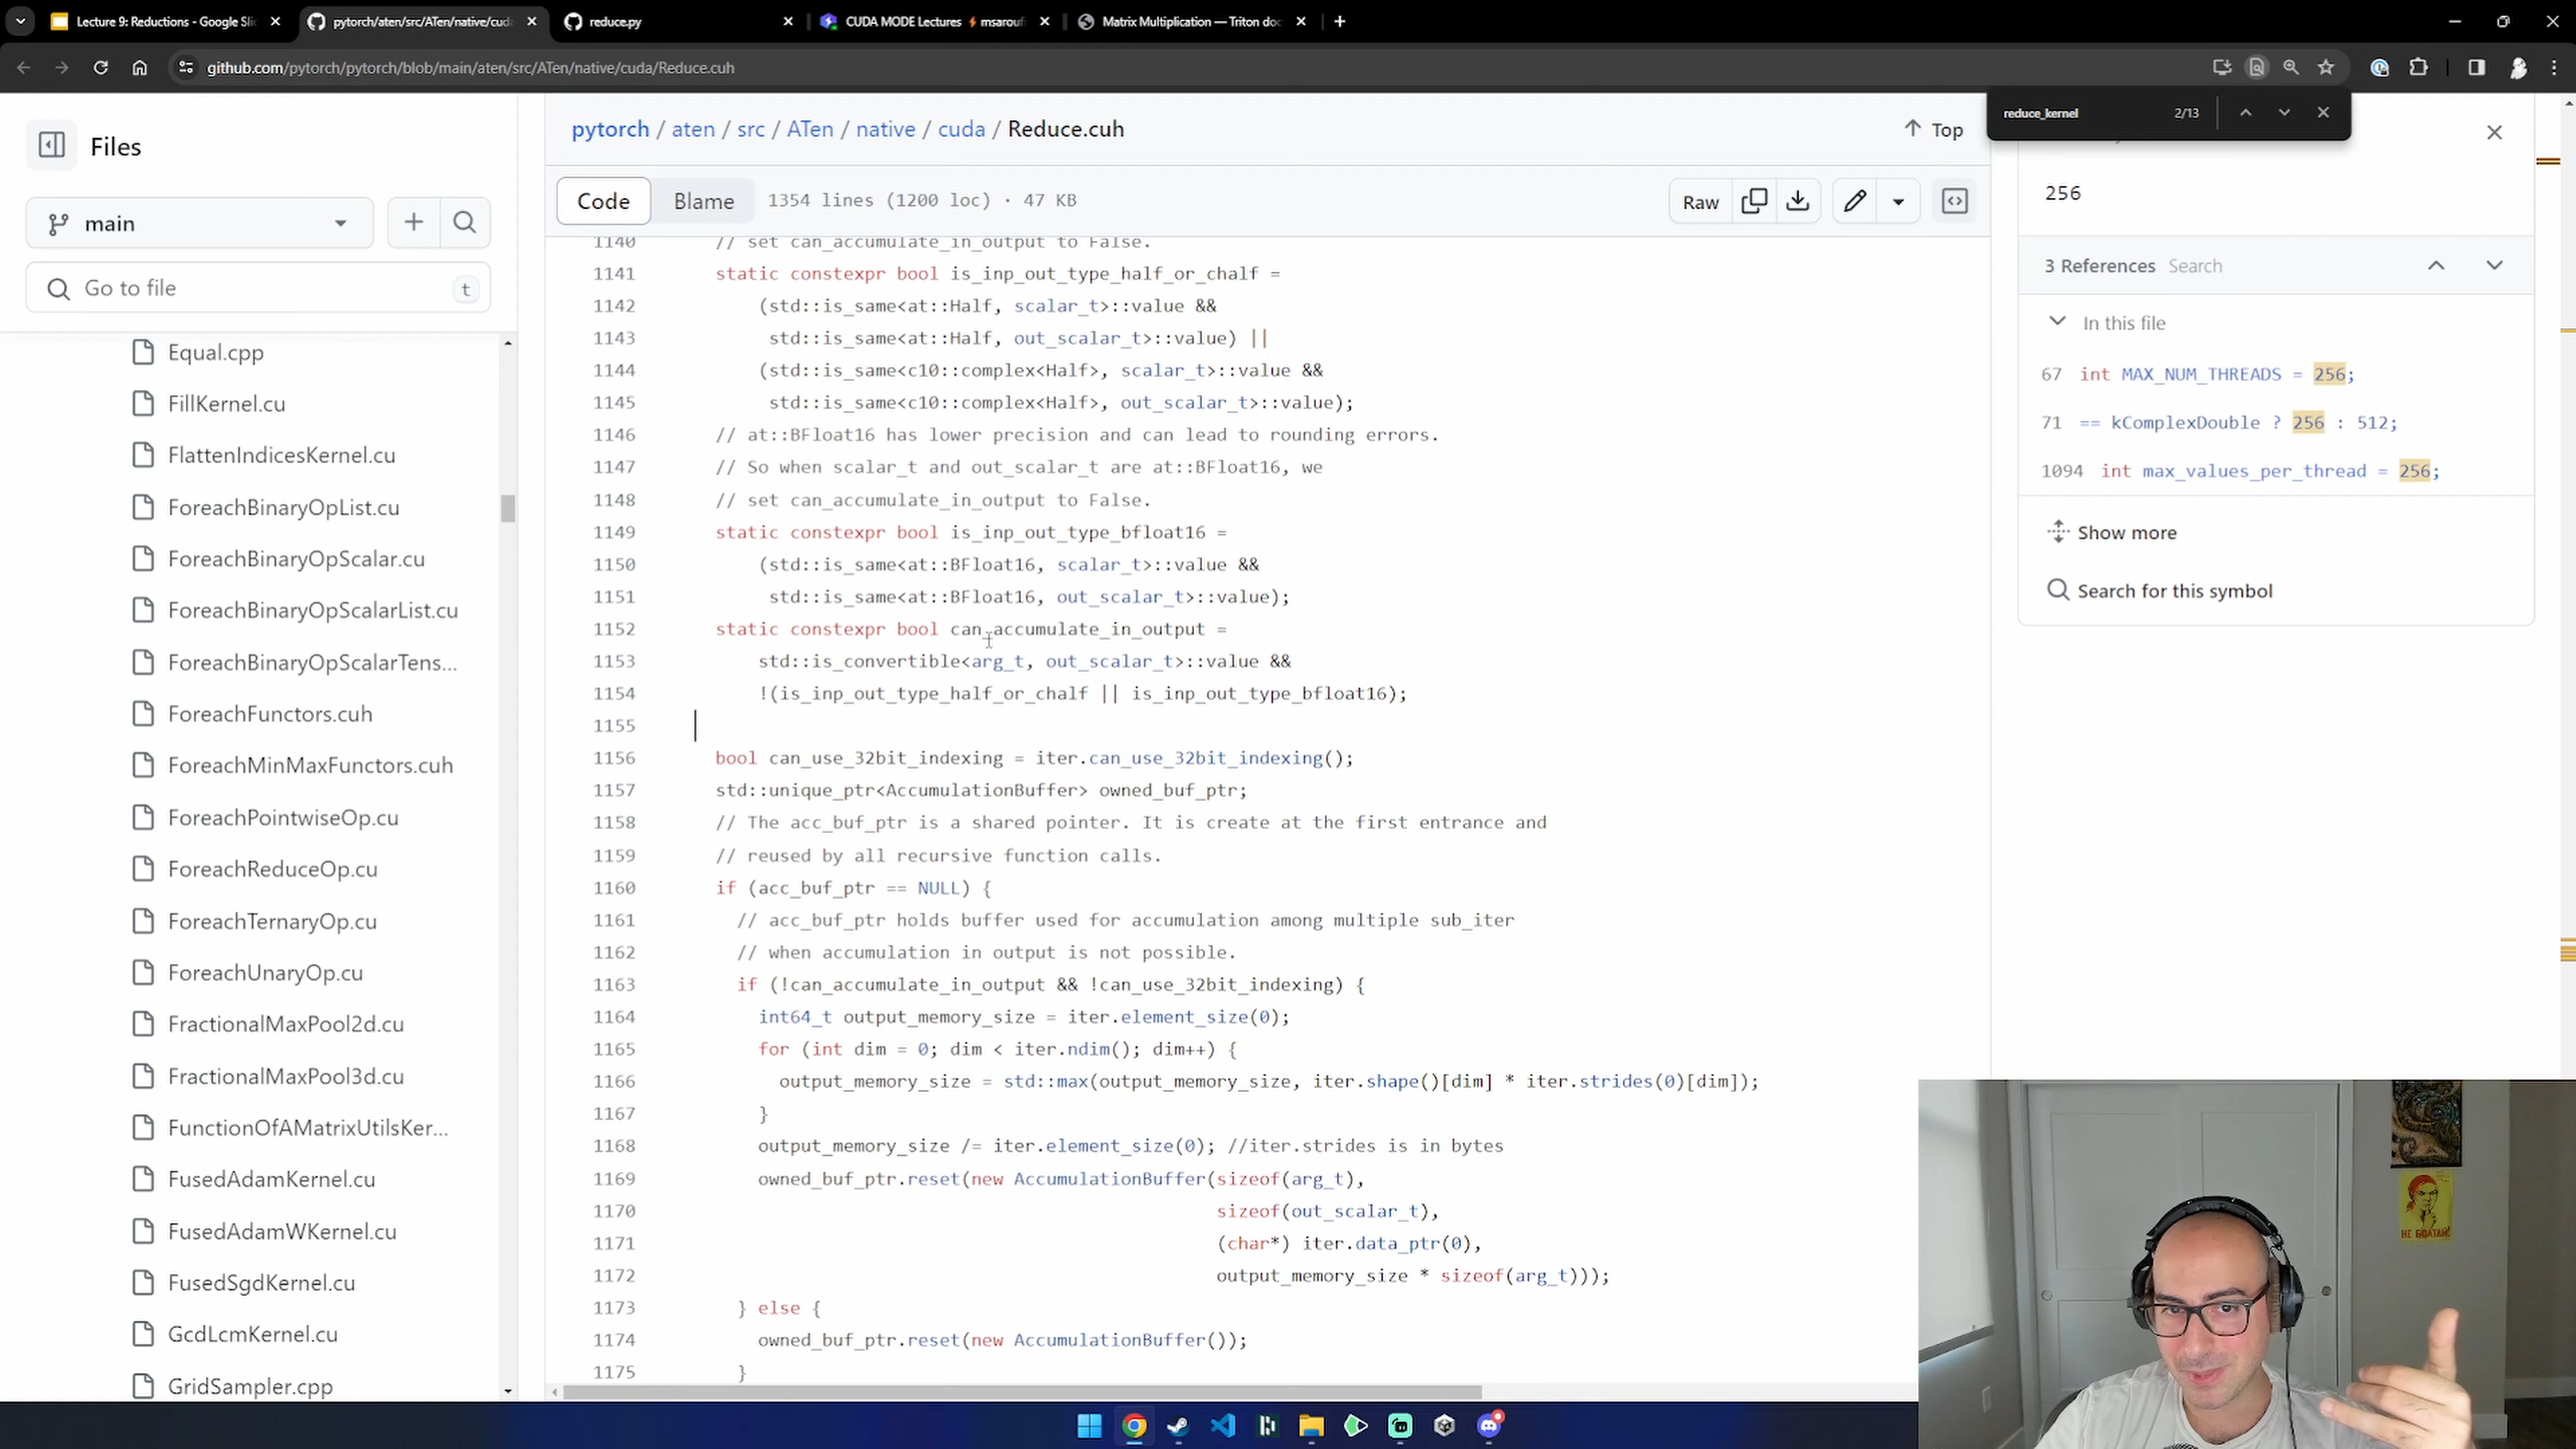 Lecture 9: Reductions - Google Sli
pytorch/aten/src/ATen/native/cuda
reduce.py
CUDA MODE Lectures ⚡ msarouf
Matrix Multiplication — Triton doc
github.com/pytorch/pytorch/blob/main/aten/src/ATen/native/cuda/Reduce.cuh
reduce_kernel 2/13
Files
main
Go to file t
Equal.cpp
FillKernel.cu
FlattenIndicesKernel.cu
ForeachBinaryOpList.cu
ForeachBinaryOpScalar.cu
ForeachBinaryOpScalarList.cu
ForeachBinaryOpScalarTens...
ForeachFunctors.cuh
ForeachMinMaxFunctors.cuh
ForeachPointwiseOp.cu
ForeachReduceOp.cu
ForeachTernaryOp.cu
ForeachUnaryOp.cu
FractionalMaxPool2d.cu
FractionalMaxPool3d.cu
FunctionOfAMatrixUtilsKer...
FusedAdamKernel.cu
FusedAdamWKernel.cu
FusedSgdKernel.cu
GcdLcmKernel.cu
GridSampler.cpp
pytorch / aten / src / ATen / native / cuda / Reduce.cuh
Top
Code Blame 1354 lines (1200 loc) · 47 KB
Raw
1140 // set can_accumulate_in_output to False.
1141 static constexpr bool is_inp_out_type_half_or_chalf =
1142 (std::is_same<at::Half, scalar_t>::value &&
1143 std::is_same<at::Half, out_scalar_t>::value) ||
1144 (std::is_same<c10::complex<Half>, scalar_t>::value &&
1145 std::is_same<c10::complex<Half>, out_scalar_t>::value);
1146 // at::BFloat16 has lower precision and can lead to rounding errors.
1147 // So when scalar_t and out_scalar_t are at::BFloat16, we
1148 // set can_accumulate_in_output to False.
1149 static constexpr bool is_inp_out_type_bfloat16 =
1150 (std::is_same<at::BFloat16, scalar_t>::value &&
1151 std::is_same<at::BFloat16, out_scalar_t>::value);
1152 static constexpr bool can_accumulate_in_output =
1153 std::is_convertible<arg_t, out_scalar_t>::value &&
1154 !(is_inp_out_type_half_or_chalf || is_inp_out_type_bfloat16);
1155
1156 bool can_use_32bit_indexing = iter.can_use_32bit_indexing();
1157 std::unique_ptr<AccumulationBuffer> owned_buf_ptr;
1158 // The acc_buf_ptr is a shared pointer. It is create at the first entrance and
1159 // reused by all recursive function calls.
1160 if (acc_buf_ptr == NULL) {
1161 // acc_buf_ptr holds buffer used for accumulation among multiple sub_iter
1162 // when accumulation in output is not possible.
1163 if (!can_accumulate_in_output && !can_use_32bit_indexing) {
1164 int64_t output_memory_size = iter.element_size(0);
1165 for (int dim = 0; dim < iter.ndim(); dim++) {
1166 output_memory_size = std::max(output_memory_size, iter.shape()[dim] * iter.strides(0)[dim]);
1167 }
1168 output_memory_size /= iter.element_size(0); //iter.strides is in bytes
1169 owned_buf_ptr.reset(new AccumulationBuffer(sizeof(arg_t),
1170 sizeof(out_scalar_t),
1171 (char*) iter.data_ptr(0),
1172 output_memory_size * sizeof(arg_t)));
1173 } else {
1174 owned_buf_ptr.reset(new AccumulationBuffer());
1175 }
256
3 References Search
In this file
67 int MAX_NUM_THREADS = 256;
71 == kComplexDouble ? 256 : 512;
1094 int max_values_per_thread = 256;
Show more
Search for this symbol
НЕ БОЛТАЙ!